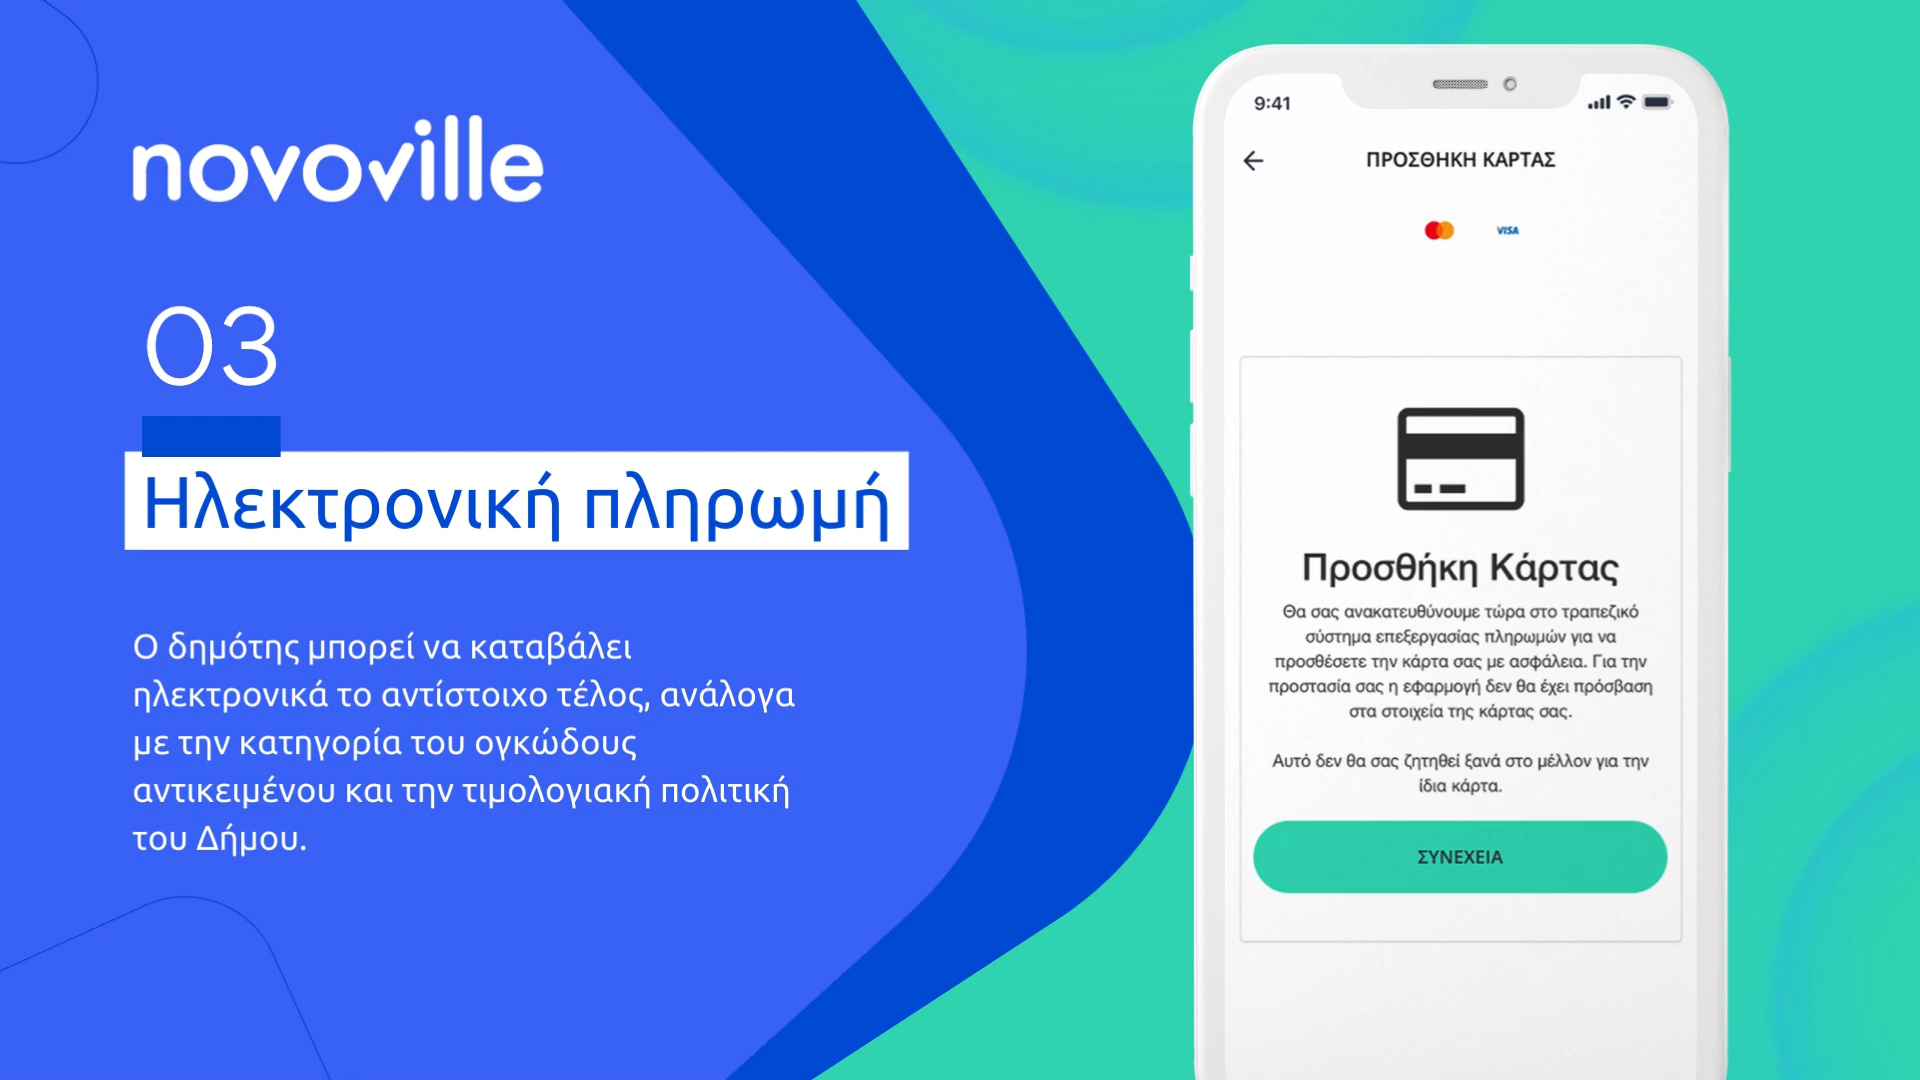 novoville
03
Ηλεκτρονική πληρωμή
Ο δημότης μπορεί να καταβάλει
ηλεκτρονικά το αντίστοιχο τέλος, ανάλογα
με την κατηγορία του ογκώδους
αντικειμένου και την τιμολογιακή πολιτική
του Δήμου.
9:41
ΠΡΟΣΘΗΚΗ ΚΑΡΤΑΣ
VISA
Προσθήκη Κάρτας
Θα σας ανακατευθύνουμε τώρα στο τραπεζικό
σύστημα επεξεργασίας πληρωμών για να
προσθέσετε την κάρτα σας με ασφάλεια. Για την
προστασία σας η εφαρμογή δεν θα έχει πρόσβαση
στα στοιχεία της κάρτας σας.
Αυτό δεν θα σας ζητηθεί ξανά στο μέλλον για την
ίδια κάρτα.
ΣΥΝΕΧΕΙΑ